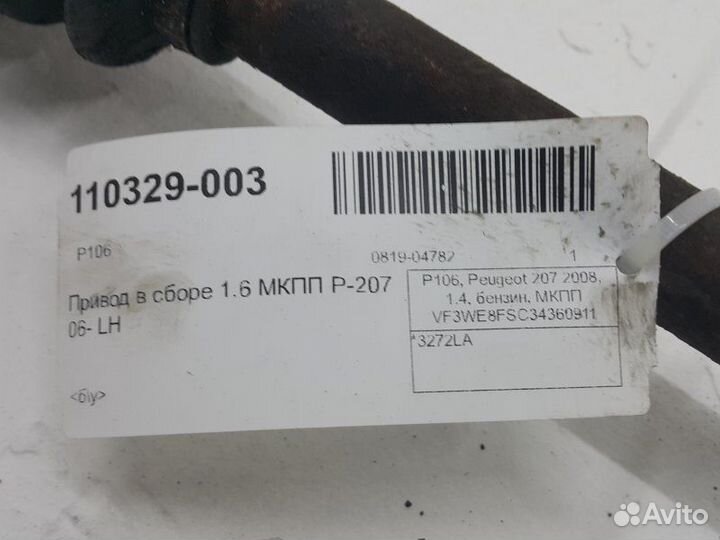 110329-003
P106
0819-04782 1
Привод в сборе 1.6 МКПП P-207
06- LH
P106, Peugeot 207 2008,
1.4, бензин, МКПП
VF3WE8FSC34360911
*3272LA
<б\у>
Avito